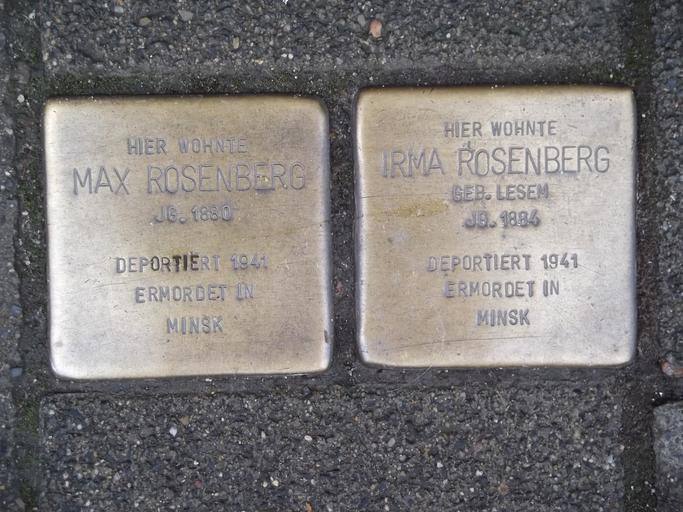 HIER WOHNTE
MAX ROSENBERG
JG. 1880
DEPORTIERT 1941
ERMORDET IN
MINSK
HIER WOHNTE
IRMA ROSENBERG
GEB. LESEM
JG. 1884
DEPORTIERT 1941
ERMORDET IN
MINSK